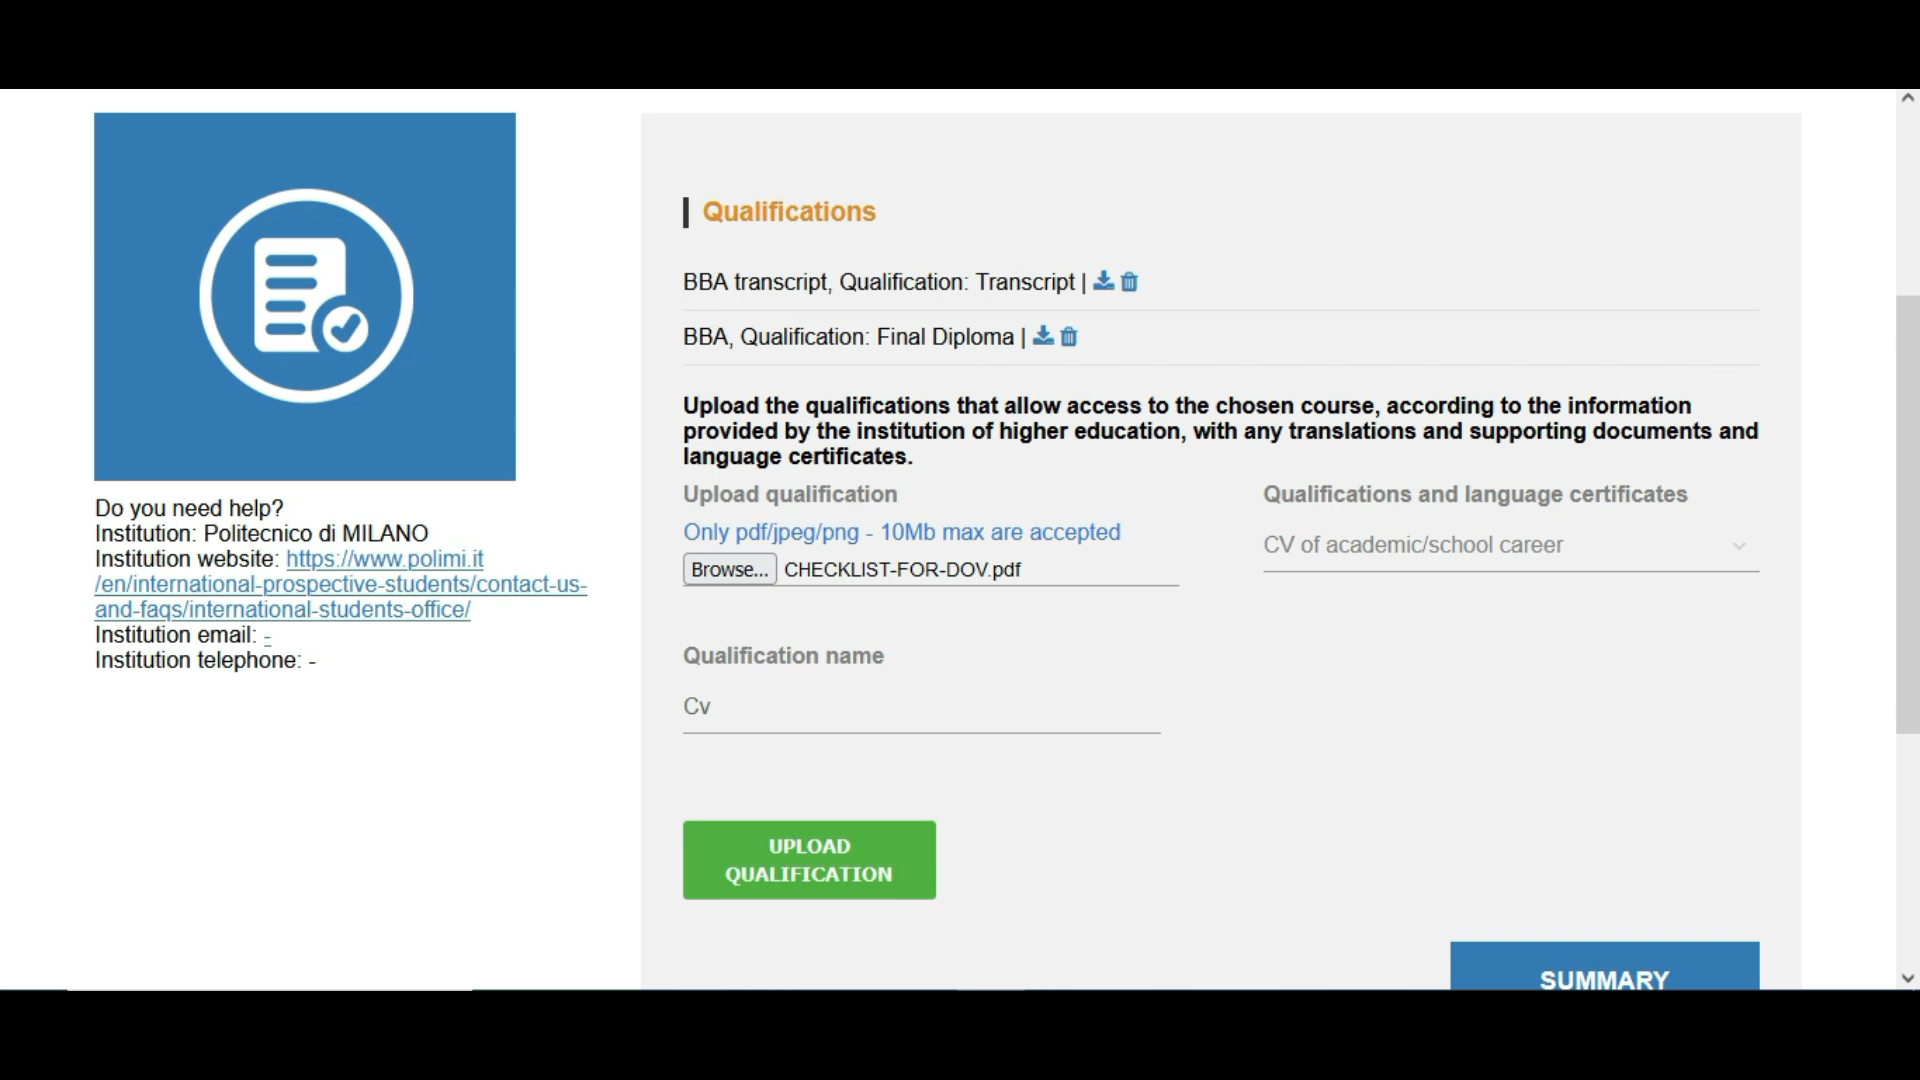 Do you need help?
Institution: Politecnico di MILANO
Institution website: https://www.polimi.it
/en/international-prospective-students/contact-us-
and-faqs/international-students-office/
Institution email: -
Institution telephone: -
Qualifications
BBA transcript, Qualification: Transcript |
BBA, Qualification: Final Diploma |
Upload the qualifications that allow access to the chosen course, according to the information
provided by the institution of higher education, with any translations and supporting documents and
language certificates.
Upload qualification
Only pdf/jpeg/png - 10Mb max are accepted
Browse... CHECKLIST-FOR-DOV.pdf
Qualifications and language certificates
CV of academic/school career
Qualification name
Cv
UPLOAD
QUALIFICATION
SUMMARY